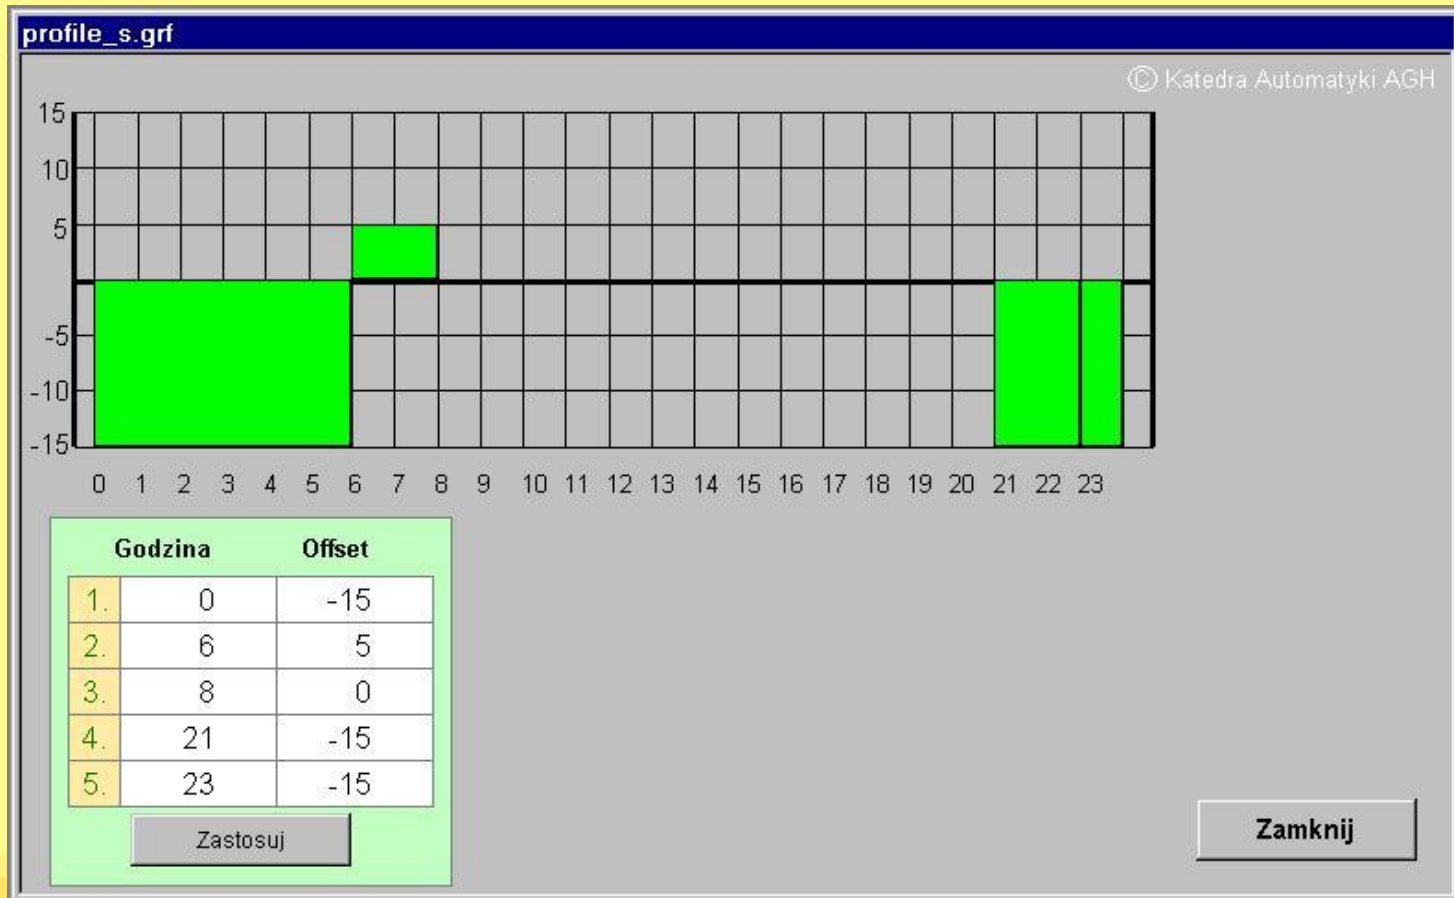 profile_s.grf
© Katedra Automatyki AGH
15
10
5
-5
-10
-15
0 1 2 3 4 5 6 7 8 9 10 11 12 13 14 15 16 17 18 19 20 21 22 23
Godzina Offset
1. 0 -15
2. 6 5
3. 8 0
4. 21 -15
5. 23 -15
Zastosuj
Zamknij